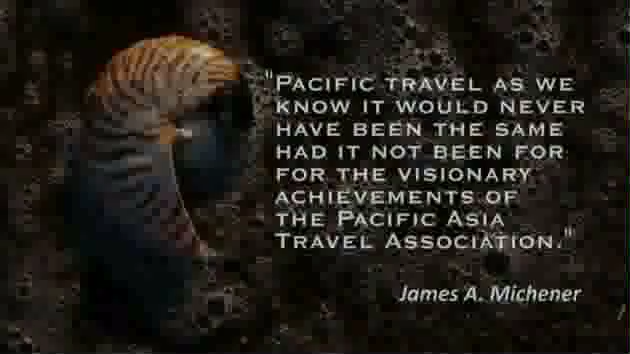 "Pacific travel as we
know it would never
have been the same
had it not been for
for the visionary
achievements of
the Pacific Asia
Travel Association."
James A. Michener